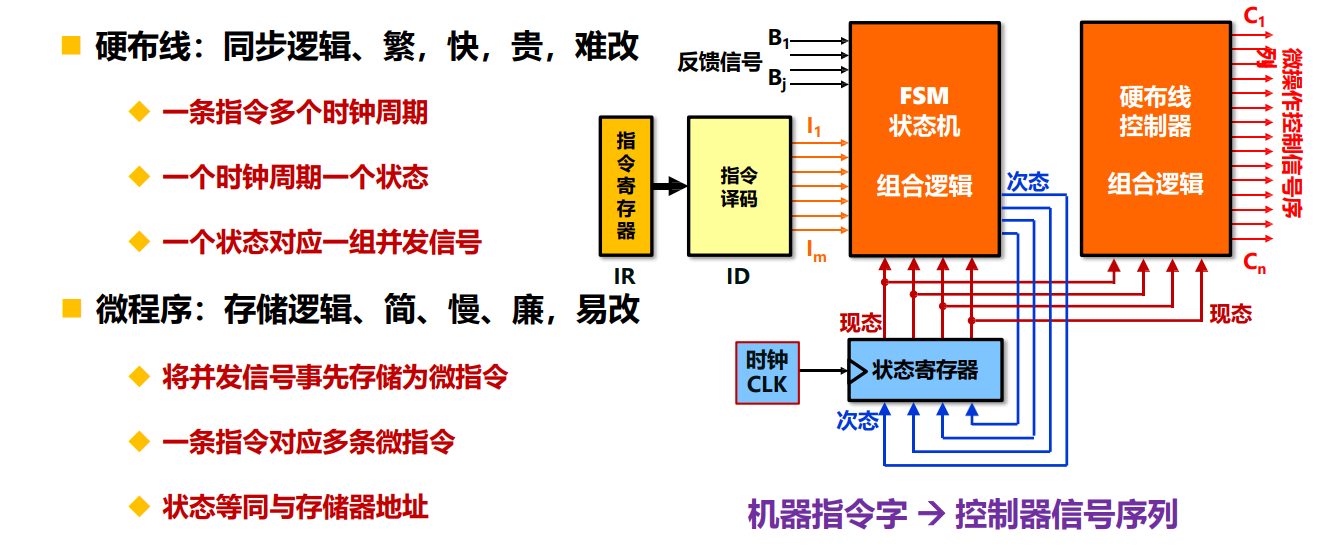 硬布线：同步逻辑、繁，快，贵，难改
一条指令多个时钟周期
一个时钟周期一个状态
一个状态对应一组并发信号
微程序：存储逻辑、简、慢、廉，易改
将并发信号事先存储为微指令
一条指令对应多条微指令
状态等同与存储器地址
反馈信号
B1
Bj
指令寄存器
IR
指令
译码
ID
I1
Im
FSM
状态机
组合逻辑
次态
硬布线
控制器
组合逻辑
C1
Cn
微操作控制信号序
列
现态
现态
时钟
CLK
状态寄存器
次态
机器指令字 → 控制器信号序列